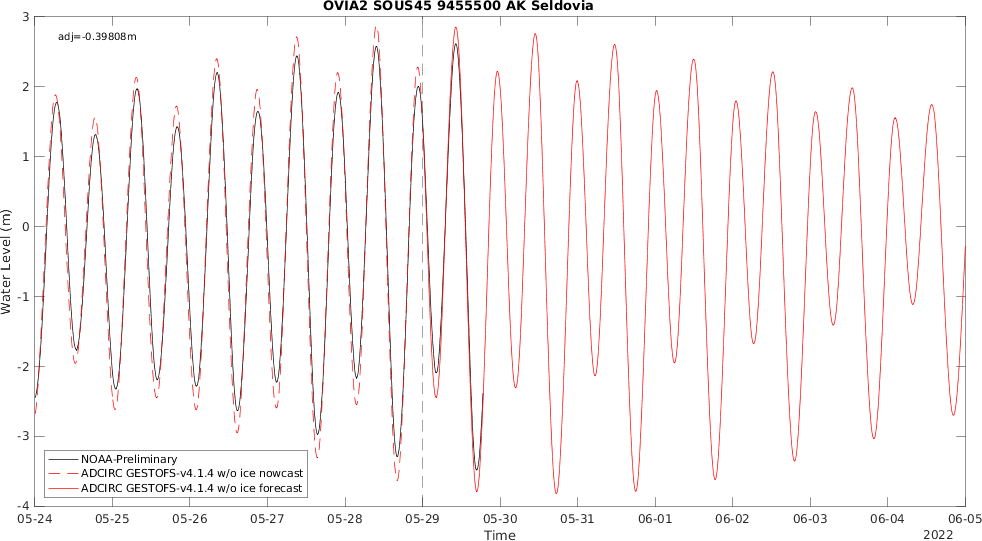 OVIA2 SOUS45 9455500 AK Seldovia
adj=-0.39808m
3
2
1
0
-1
-2
-3
-4
Water Level (m)
NOAA-Preliminary
ADCIRC GESTOFS-v4.1.4 w/o ice nowcast
ADCIRC GESTOFS-v4.1.4 w/o ice forecast
05-24 05-25 05-26 05-27 05-28 05-29 05-30 05-31 06-01 06-02 06-03 06-04 06-05
Time
2022